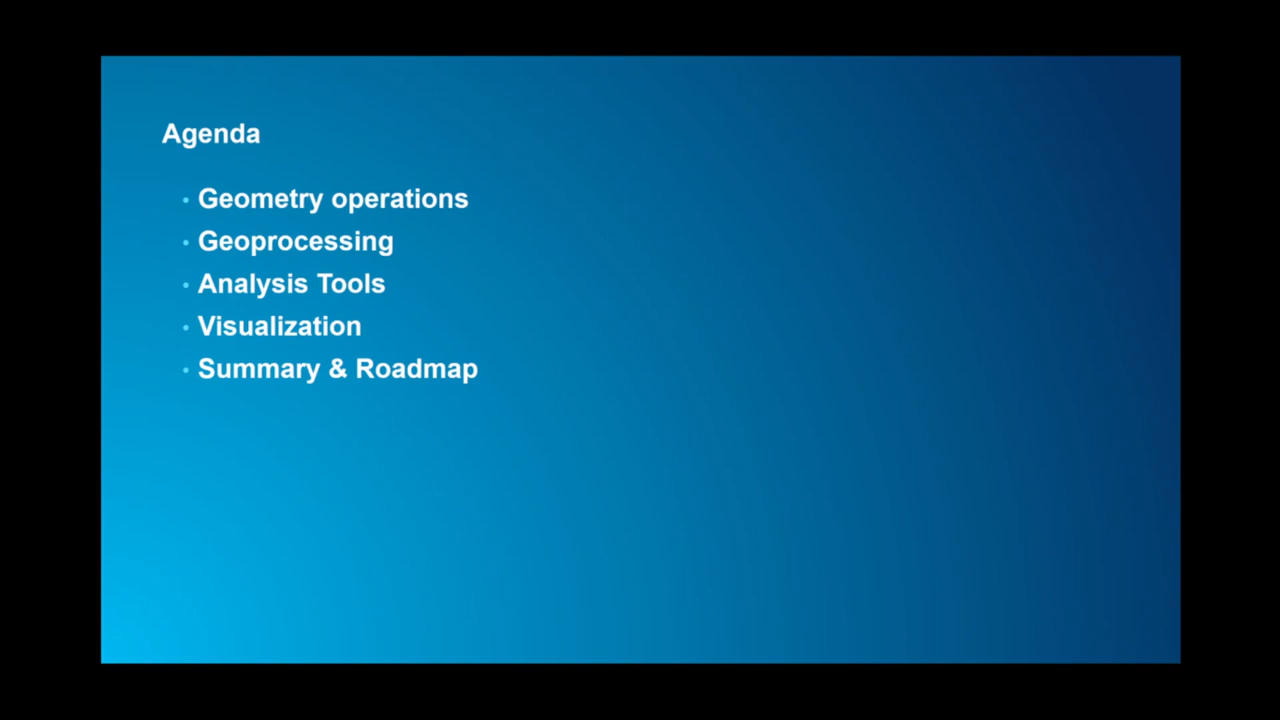 Agenda
• Geometry operations
• Geoprocessing
• Analysis Tools
• Visualization
• Summary & Roadmap